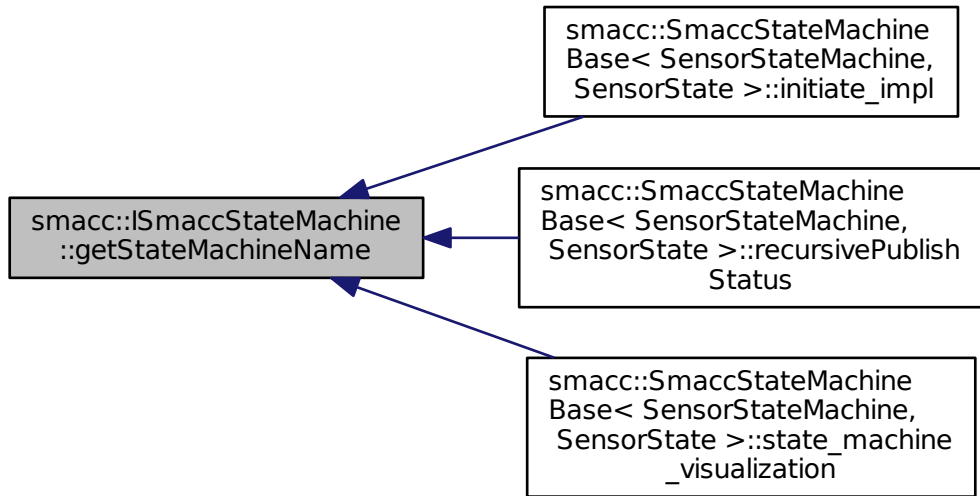 smacc::SmaccStateMachine
Base< SensorStateMachine,
SensorState >::initiate_impl
smacc::ISmaccStateMachine
::getStateMachineName
smacc::SmaccStateMachine
Base< SensorStateMachine,
SensorState >::recursivePublish
Status
smacc::SmaccStateMachine
Base< SensorStateMachine,
SensorState >::state_machine
_visualization